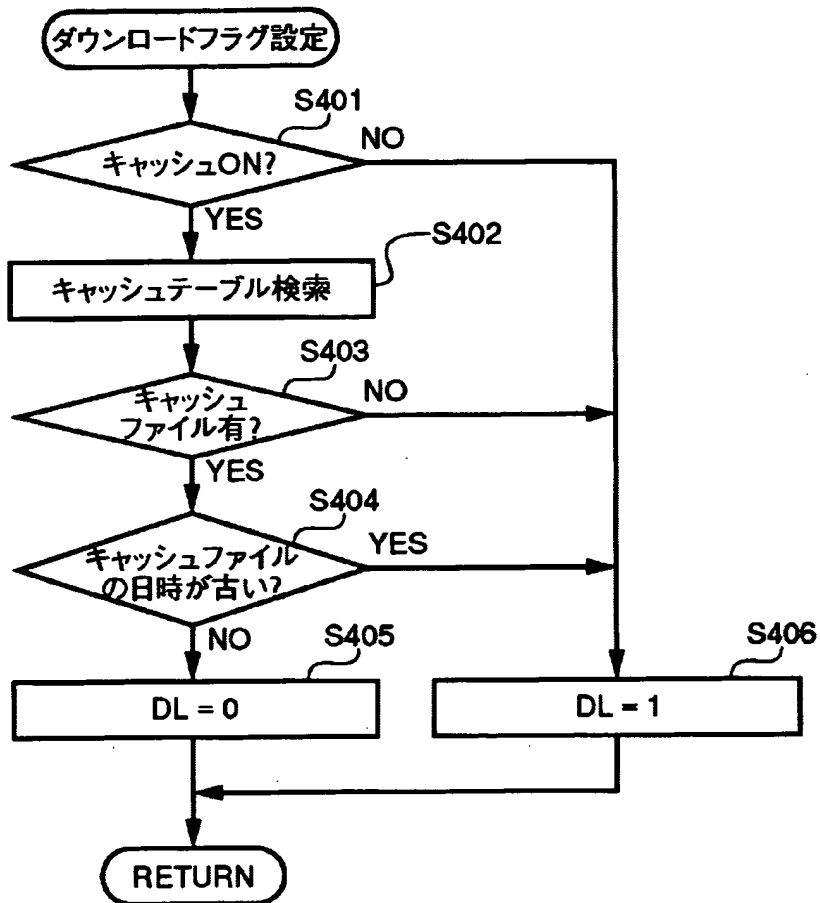 ダウンロードフラグ設定
S401
キャッシュON?
NO
YES
S402
キャッシュテーブル検索
S403
キャッシュ
ファイル有?
NO
YES
S404
キャッシュファイル
の日時が古い?
YES
NO
S405
DL = 0
S406
DL = 1
RETURN